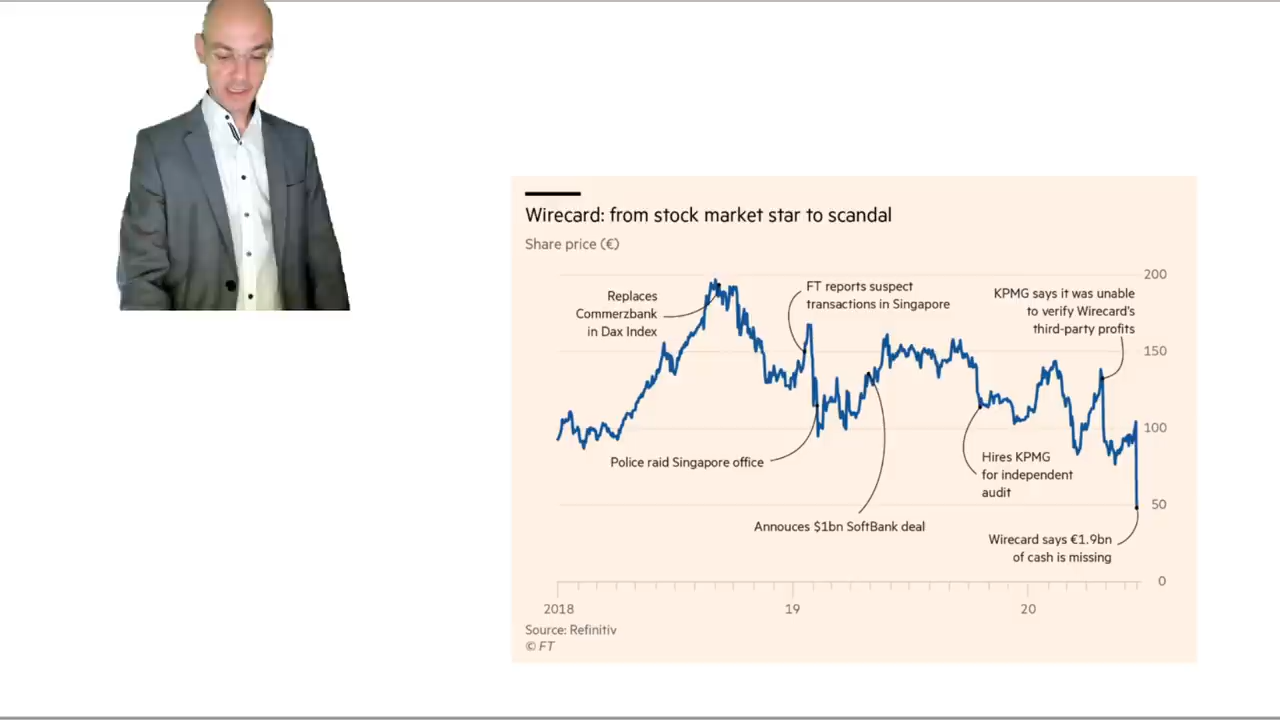 Wirecard: from stock market star to scandal
Share price (€)
200
Replaces
Commerzbank
in Dax Index
FT reports suspect
transactions in Singapore
KPMG says it was unable
to verify Wirecard's
third-party profits
150
100
Police raid Singapore office
Hires KPMG
for independent
audit
50
Annouces $1bn SoftBank deal
Wirecard says €1.9bn
of cash is missing
0
2018 19 20
Source: Refinitiv
© FT